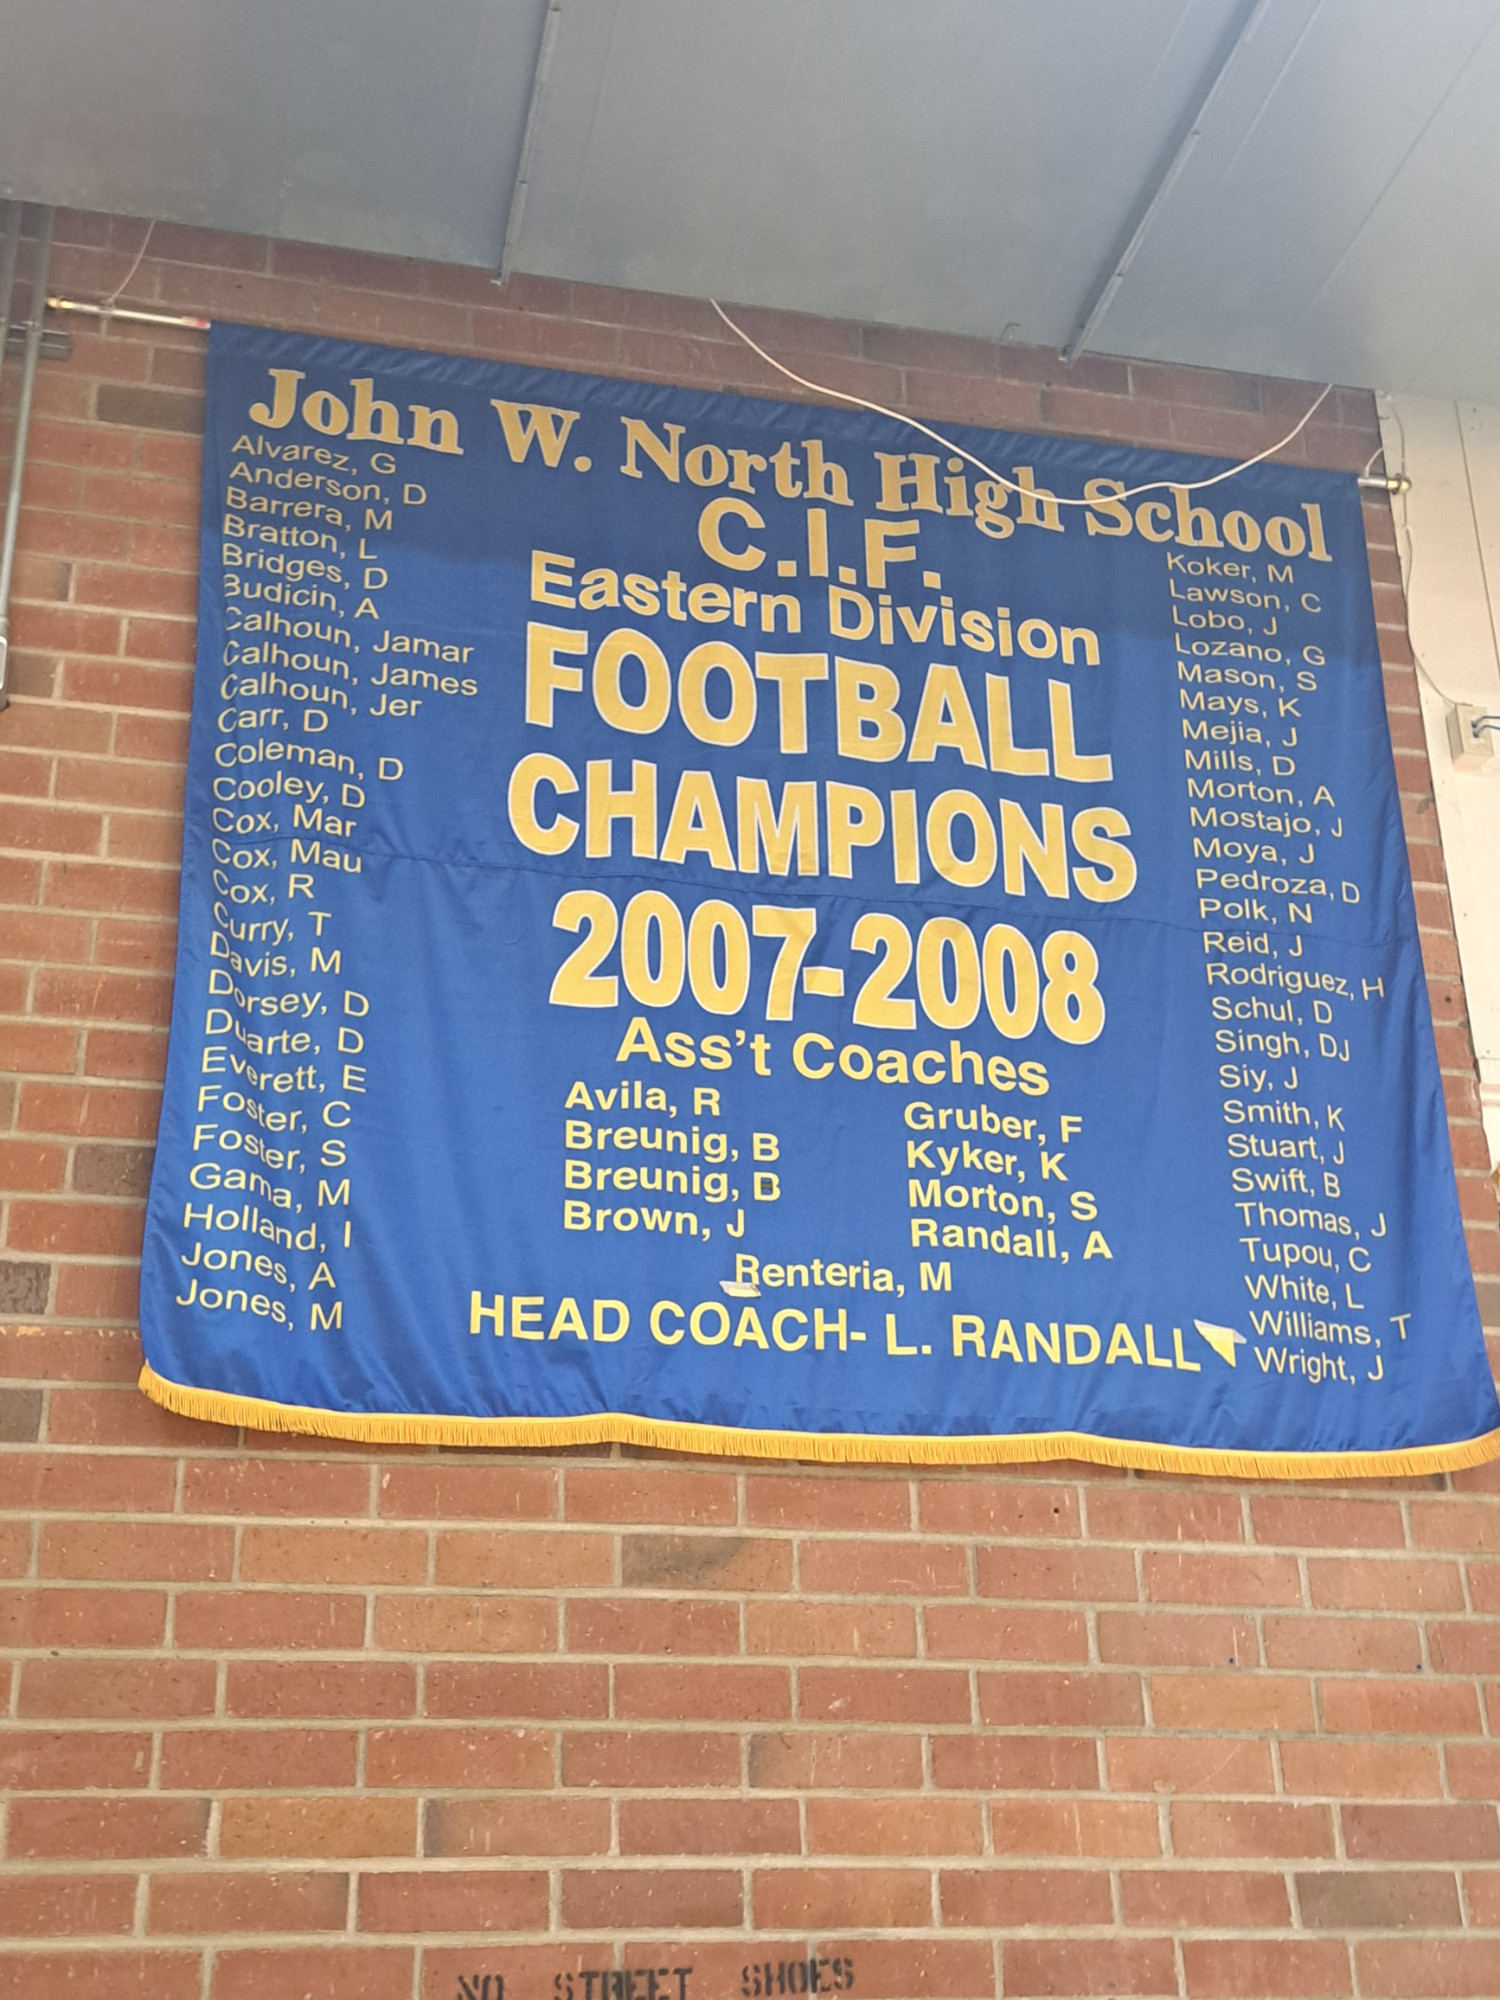 John W. North High School
C.I.F.
Eastern Division
FOOTBALL
CHAMPIONS
2007-2008
Alvarez, G
Anderson, D
Barrera, M
Bratton, L
Bridges, D
Budicin, A
Calhoun, Jamar
Calhoun, James
Calhoun, Jer
Carr, D
Coleman, D
Cooley, D
Cox, Mar
Cox, Mau
Cox, R
Curry, T
Davis, M
Dorsey, D
Duarte, D
Everett, E
Foster, C
Foster, S
Gama, M
Holland, I
Jones, A
Jones, M
Ass't Coaches
Avila, R
Breunig, B
Breunig, B
Brown, J
Gruber, F
Kyker, K
Morton, S
Randall, A
Renteria, M
HEAD COACH- L. RANDALL
Koker, M
Lawson, C
Lobo, J
Lozano, G
Mason, S
Mays, K
Mejia, J
Mills, D
Morton, A
Mostajo, J
Moya, J
Pedroza, D
Polk, N
Reid, J
Rodriguez, H
Schul, D
Singh, DJ
Siy, J
Smith, K
Stuart, J
Swift, B
Thomas, J
Tupou, C
White, L
Williams, T
Wright, J
NO STREET SHOES